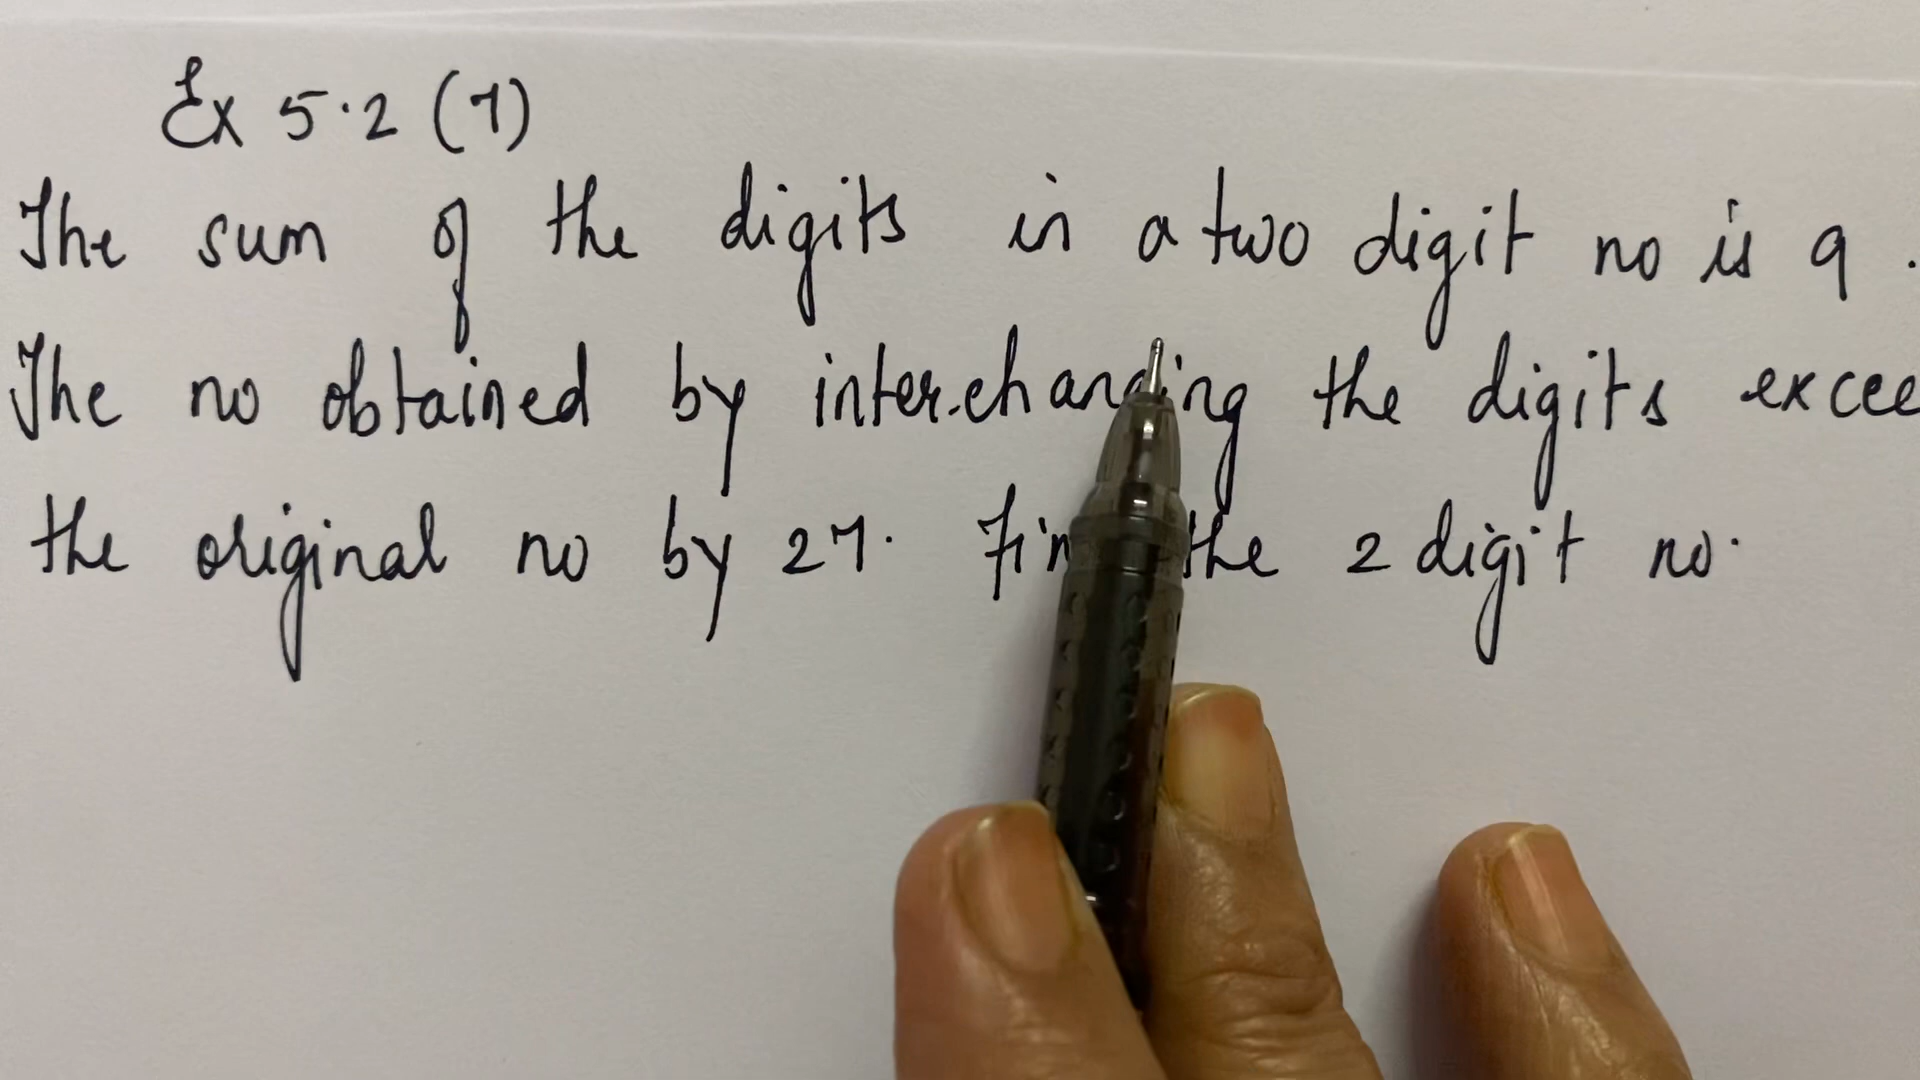 Ex 5.2 (7)
The sum of the digits in a two digit no is 9.
The no obtained by interchanging the digits excee
the original no by 27. Find the 2 digit no.